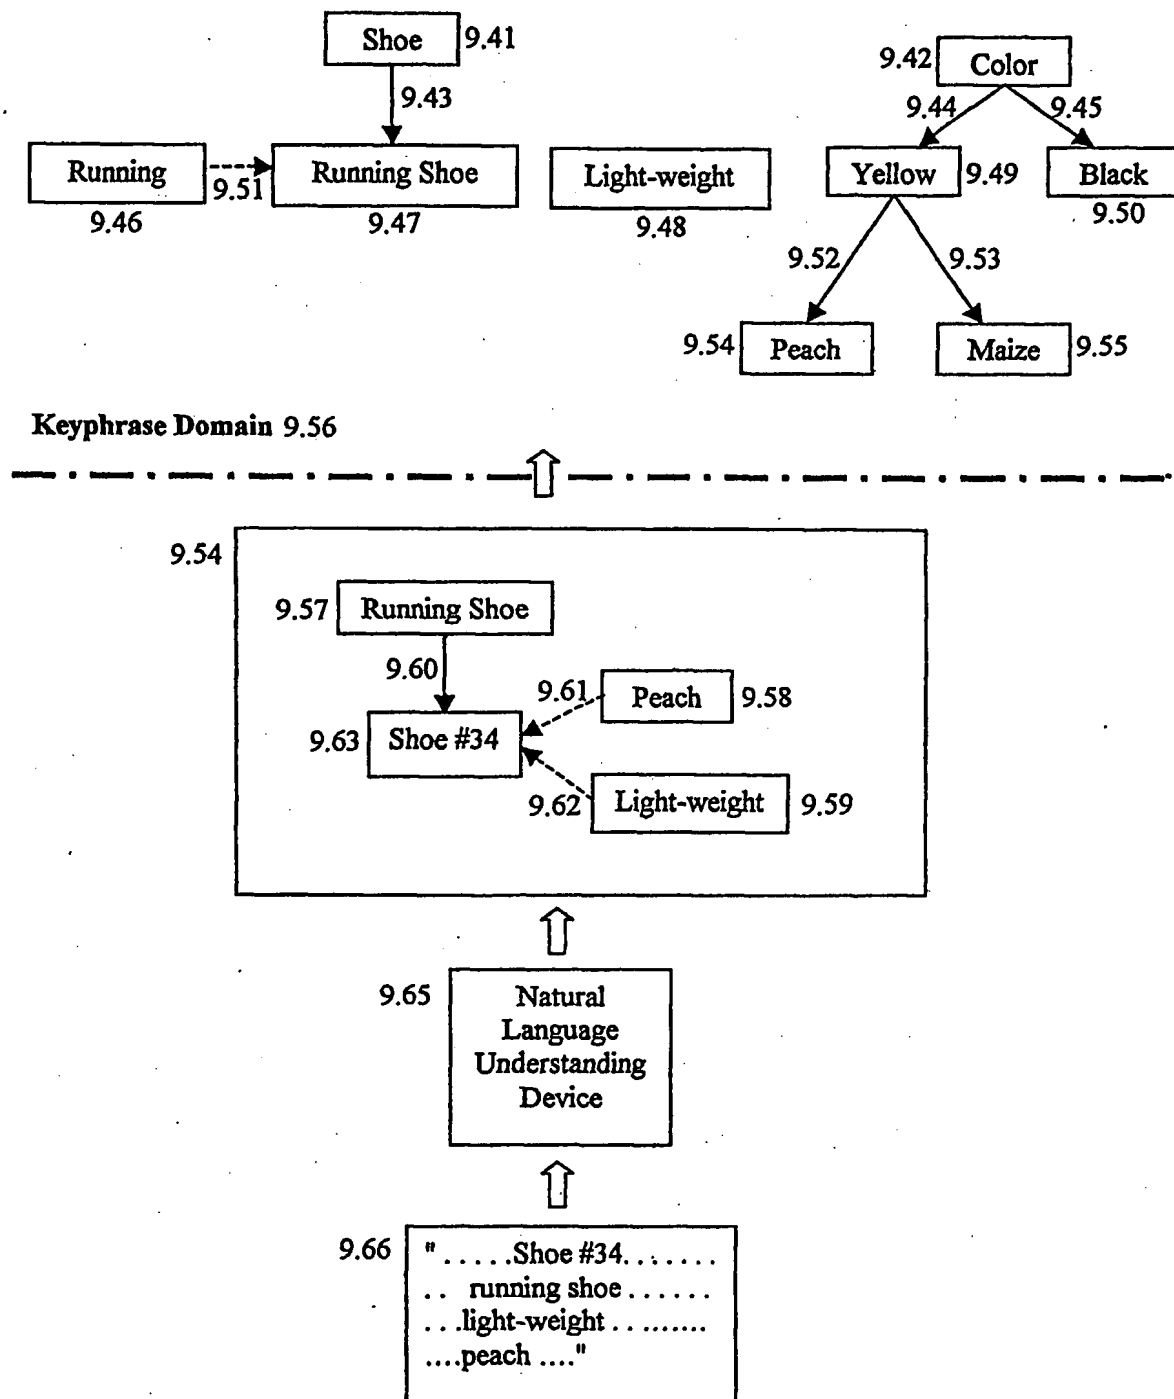 Shoe 9.41
9.42 Color
9.43
9.44 9.45
Running
9.51
Running Shoe
Light-weight
Yellow 9.49
Black
9.46 9.47 9.48 9.50
9.52 9.53
9.54 Peach
Maize 9.55
Keyphrase Domain 9.56
9.54
9.57 Running Shoe
9.60
9.61 Peach 9.58
9.63 Shoe #34
9.62 Light-weight 9.59
9.65 Natural
Language
Understanding
Device
9.66 " . . . . .Shoe #34. . . . . . .
. . running shoe . . . . . .
. . .light-weight . . ........
....peach ...."